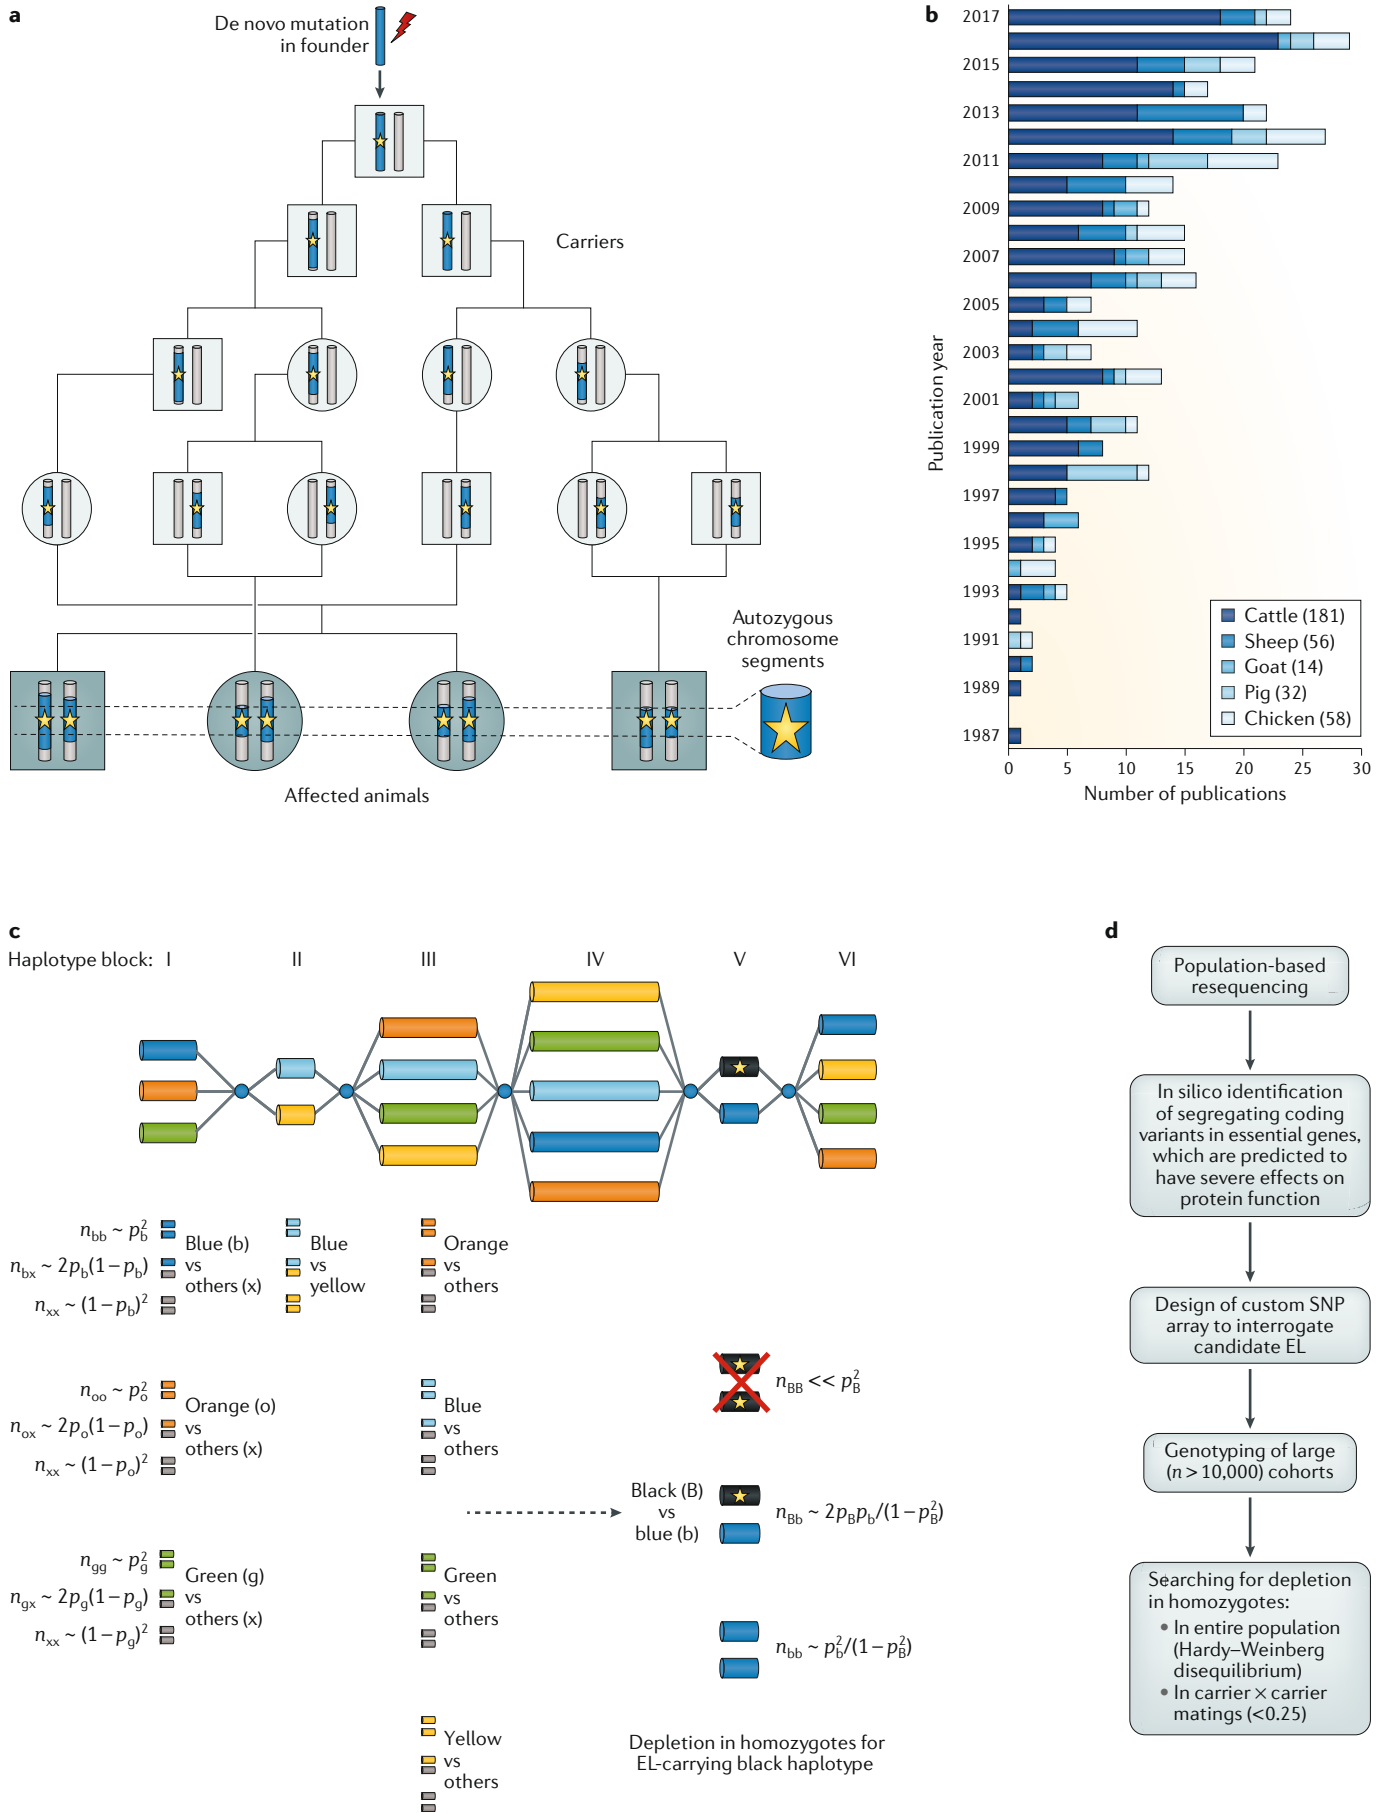 a
De novo mutation
in founder
Carriers
Autozygous
chromosome
segments
Affected animals
b
Publication year
2017
2015
2013
2011
2009
2007
2005
2003
2001
1999
1997
1995
1993
1991
1989
1987
Cattle (181)
Sheep (56)
Goat (14)
Pig (32)
Chicken (58)
0 5 10 15 20 25 30
Number of publications
c
Haplotype block: I II III IV V VI
n_bb ~ p_b^2
n_bx ~ 2p_b(1–p_b)
n_xx ~ (1–p_b)^2
Blue (b)
vs
others (x)
Blue
vs
yellow
Orange
vs
others
n_oo ~ p_o^2
n_ox ~ 2p_o(1–p_o)
n_xx ~ (1–p_o)^2
Orange (o)
vs
others (x)
Blue
vs
others
n_gg ~ p_g^2
n_gx ~ 2p_g(1–p_g)
n_xx ~ (1–p_g)^2
Green (g)
vs
others (x)
Green
vs
others
Yellow
vs
others
n_BB << p_B^2
Black (B)
vs
blue (b)
n_Bb ~ 2p_Bp_b/(1–p_B^2)
n_bb ~ p_b^2/(1–p_B^2)
Depletion in homozygotes for
EL-carrying black haplotype
d
Population-based
resequencing
In silico identification
of segregating coding
variants in essential genes,
which are predicted to
have severe effects on
protein function
Design of custom SNP
array to interrogate
candidate EL
Genotyping of large
(n > 10,000) cohorts
Searching for depletion
in homozygotes:
• In entire population
(Hardy–Weinberg
disequilibrium)
• In carrier × carrier
matings (<0.25)